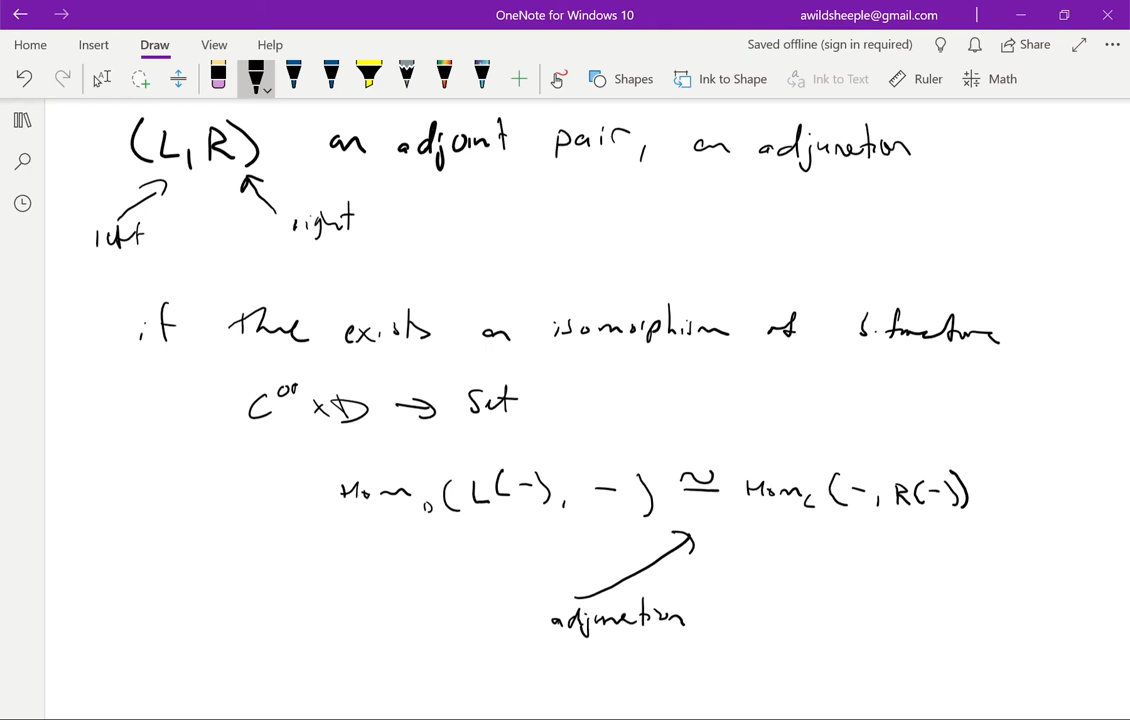 OneNote for Windows 10
awildsheeple@gmail.com
Home Insert Draw View Help
Saved offline (sign in required) Share
Shapes Ink to Shape Ink to Text Ruler Math
(L, R) an adjoint pair, an adjunction
left right
if there exists an isomorphism of bifunctors
C^op × D → Set
Hom_D (L(-), -) ≅ Hom_C (-, R(-))
adjunction